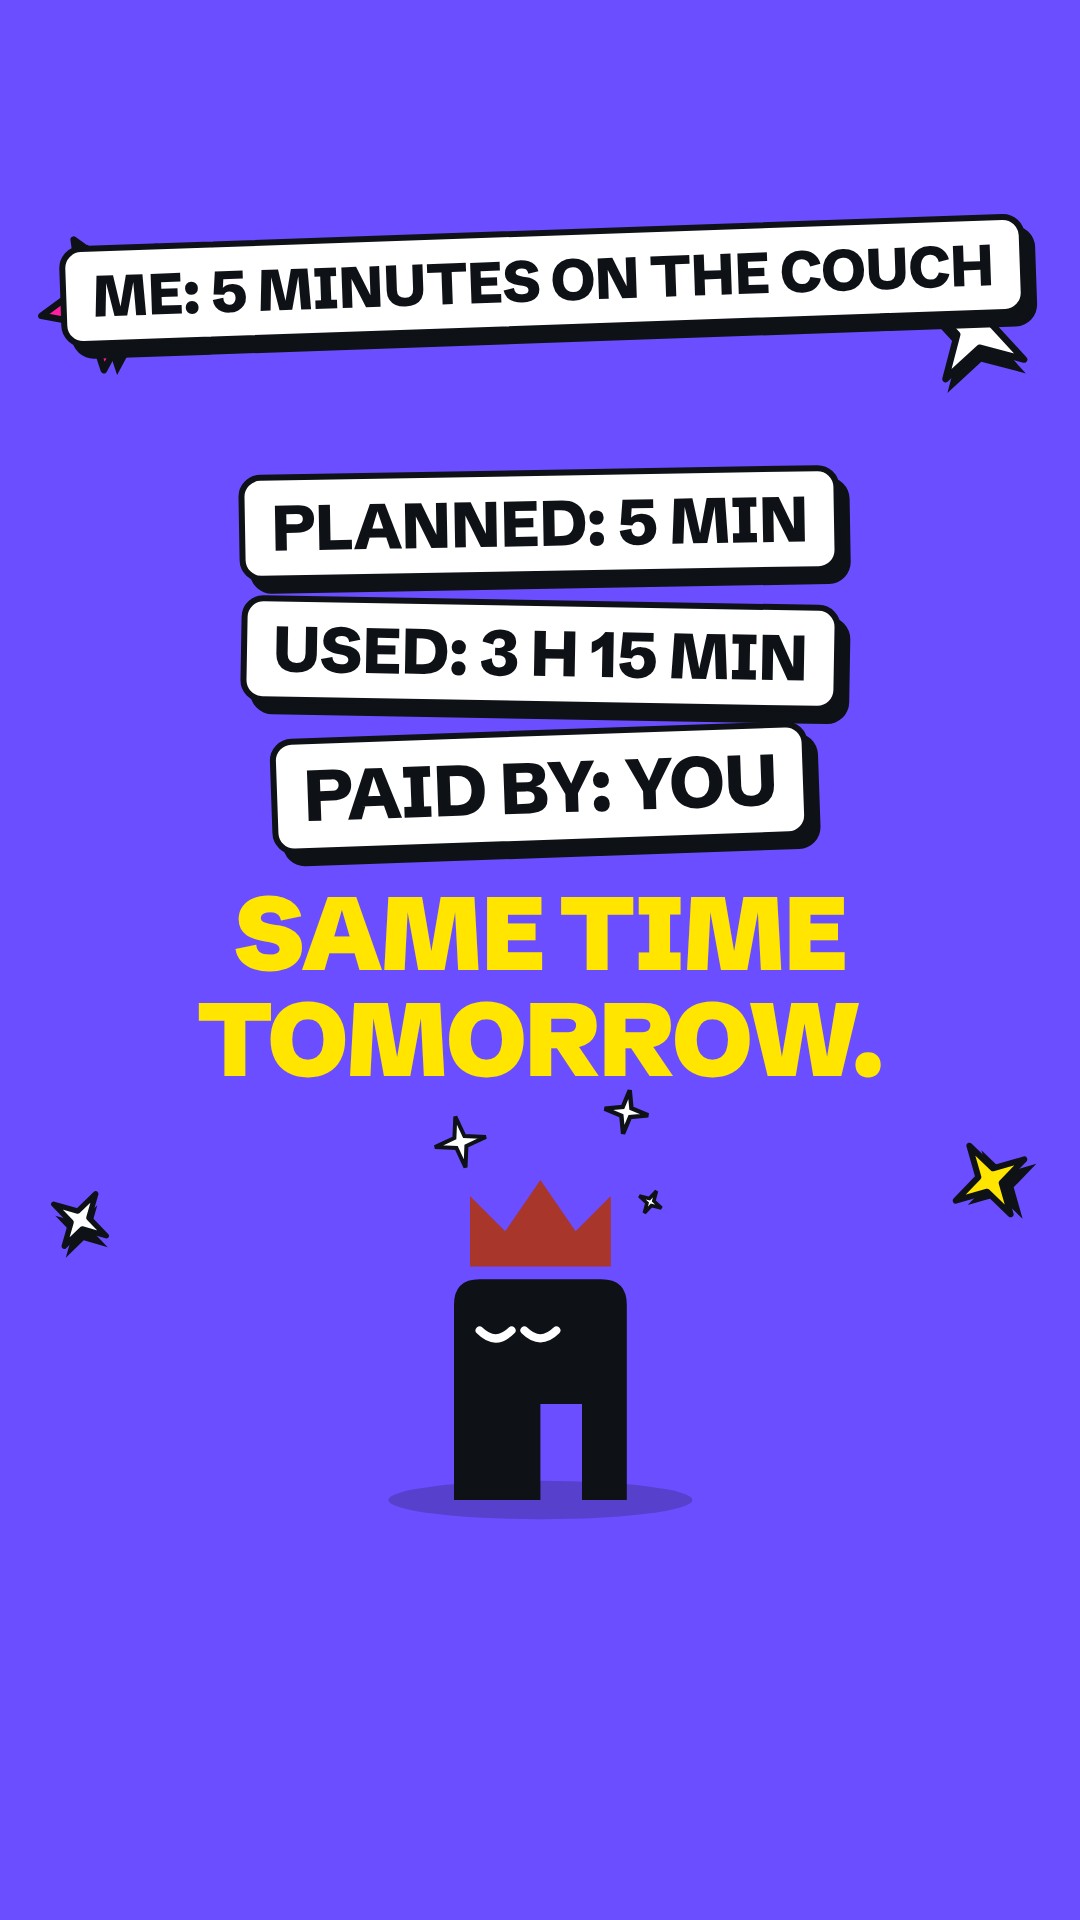 ME: 5 MINUTES ON THE COUCH
PLANNED: 5 MIN
USED: 3 H 15 MIN
PAID BY: YOU
SAME TIME
TOMORROW.